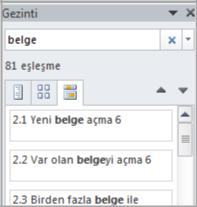 Gezinti
belge
81 eşleşme
2.1 Yeni belge açma 6
2.2 Var olan belgeyi açma 6
2.3 Birden fazla belge ile